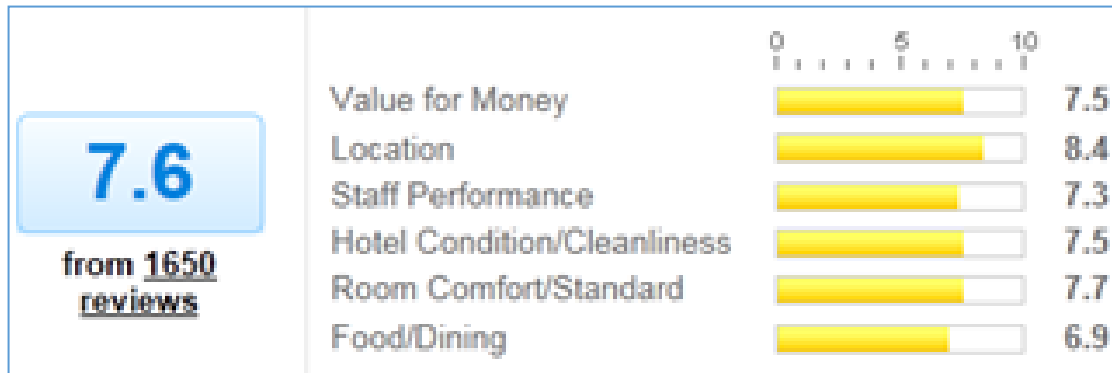 7.6
from 1650
reviews
0 5 10
Value for Money 7.5
Location 8.4
Staff Performance 7.3
Hotel Condition/Cleanliness 7.5
Room Comfort/Standard 7.7
Food/Dining 6.9